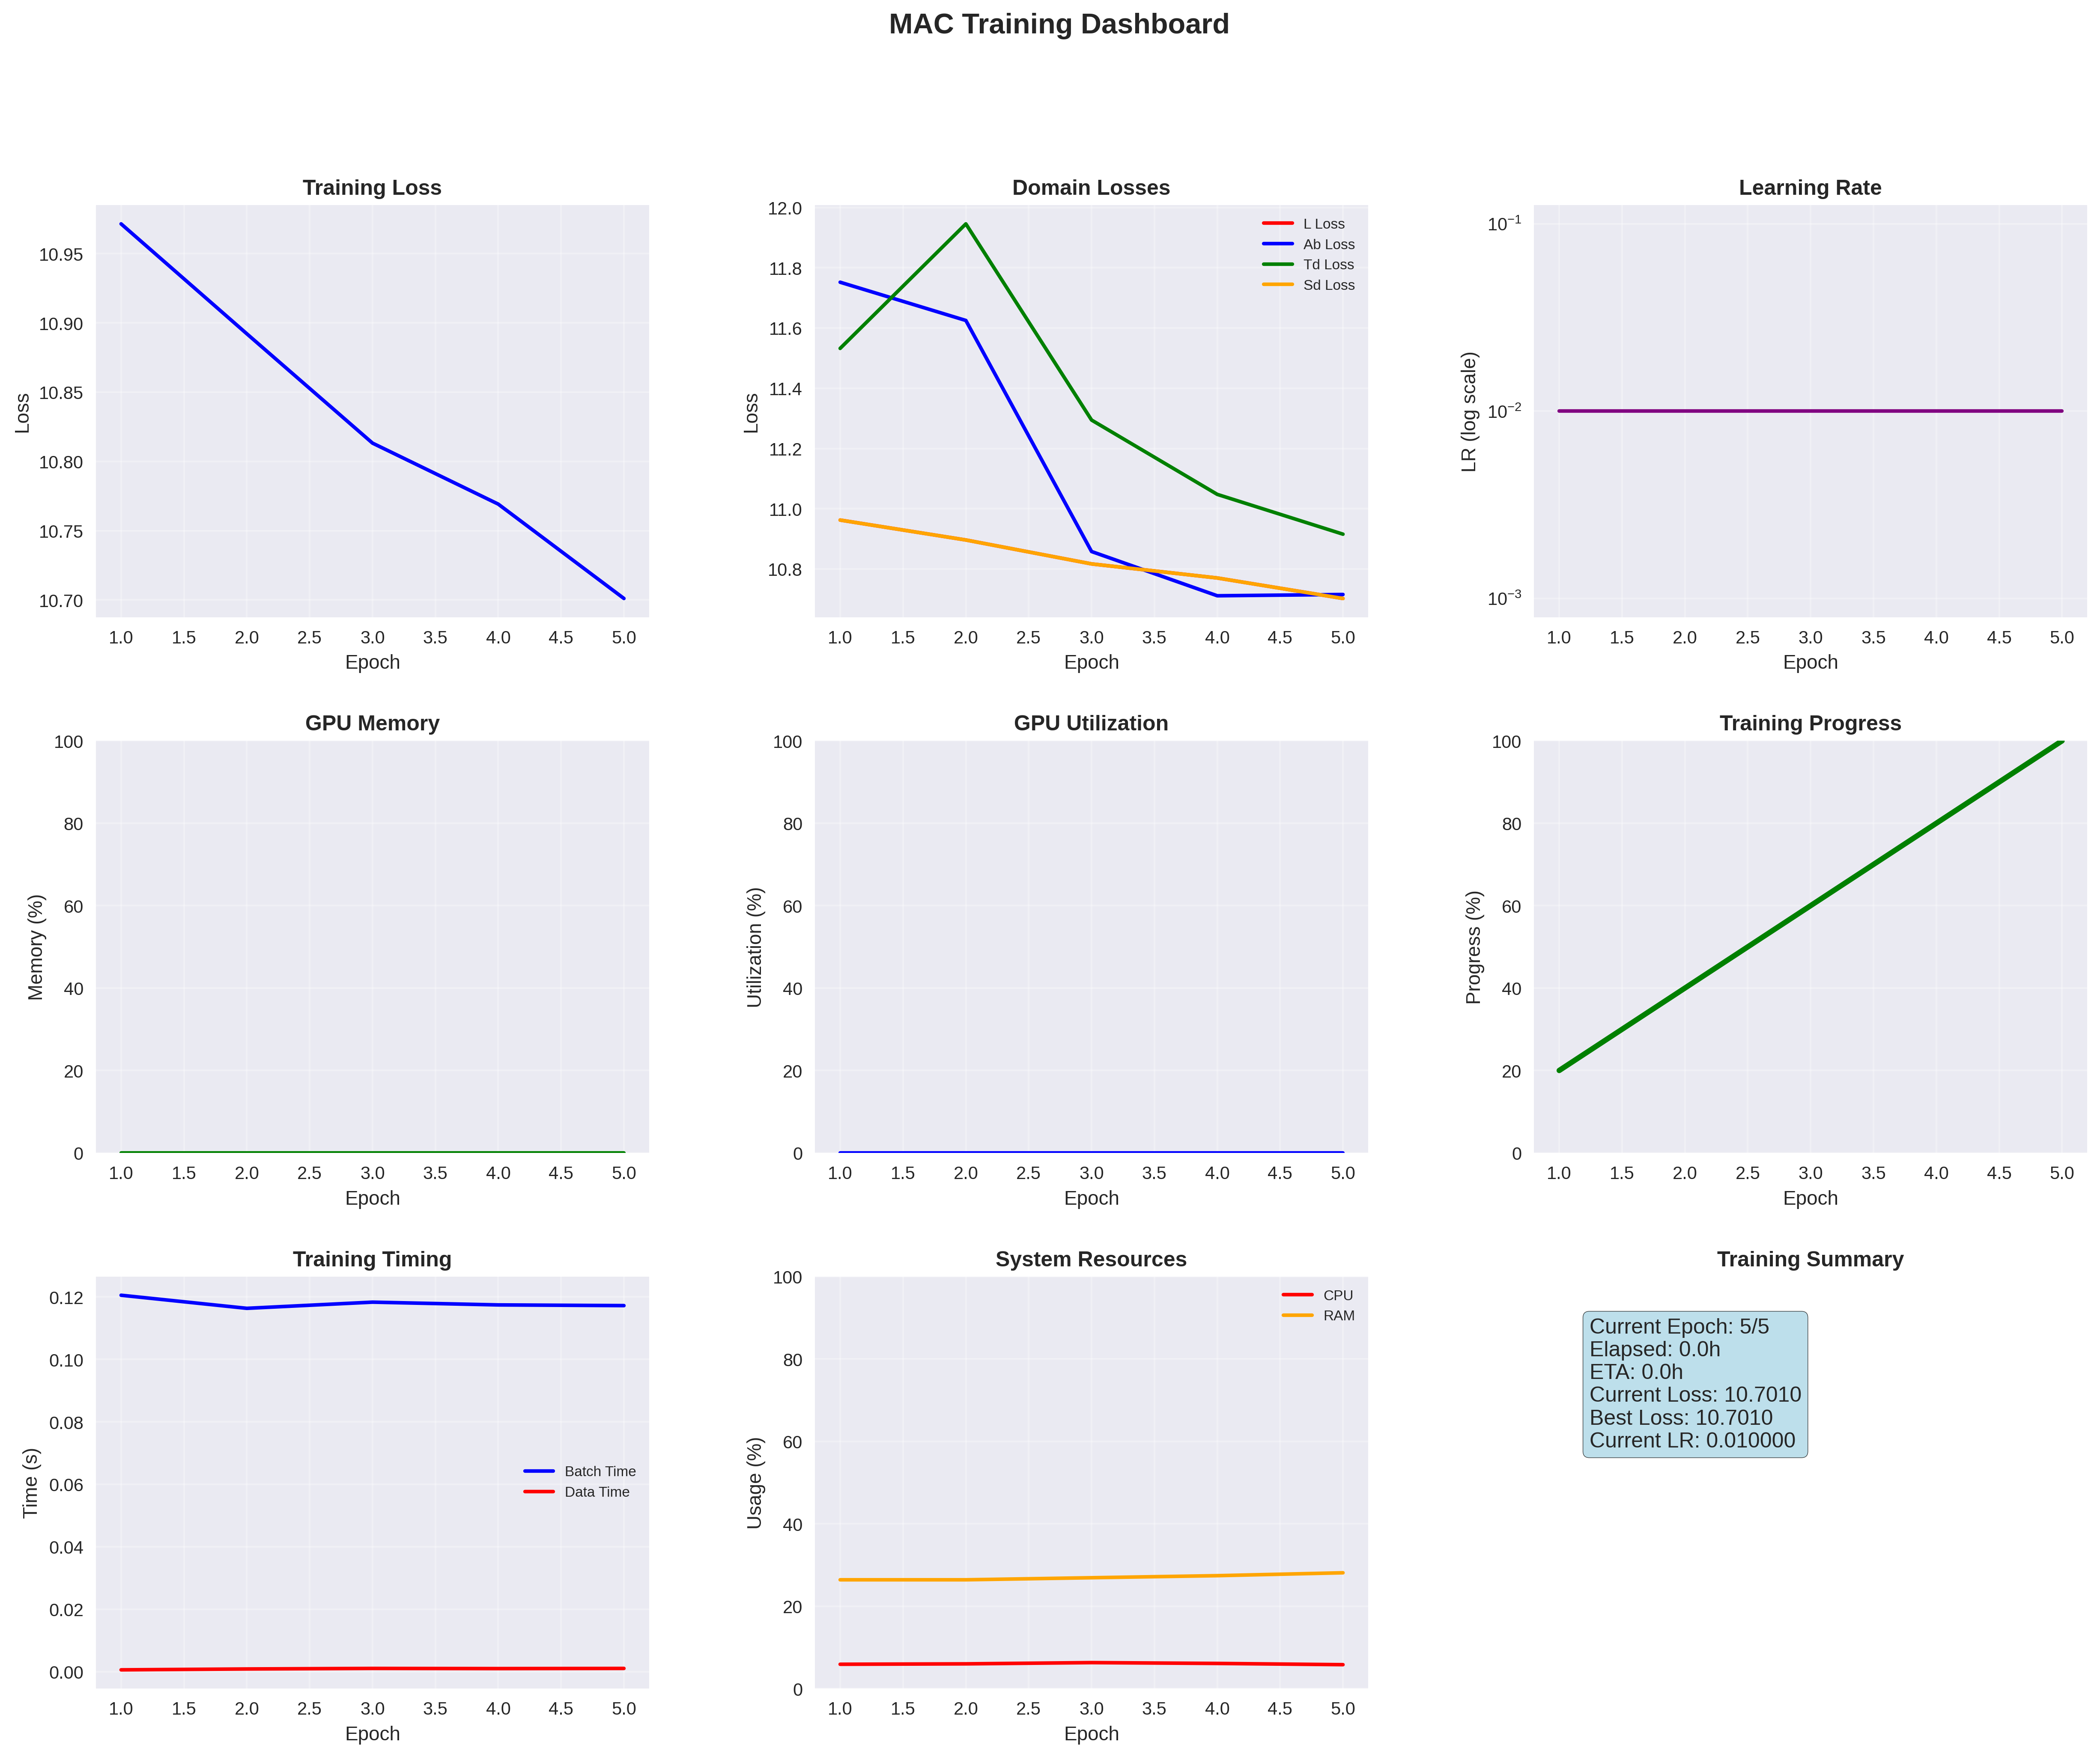 MAC Training Dashboard
Training Loss
Loss
10.95
10.90
10.85
10.80
10.75
10.70
1.0 1.5 2.0 2.5 3.0 3.5 4.0 4.5 5.0
Epoch
Domain Losses
Loss
12.0
11.8
11.6
11.4
11.2
11.0
10.8
L Loss
Ab Loss
Td Loss
Sd Loss
1.0 1.5 2.0 2.5 3.0 3.5 4.0 4.5 5.0
Epoch
Learning Rate
LR (log scale)
10⁻¹
10⁻²
10⁻³
1.0 1.5 2.0 2.5 3.0 3.5 4.0 4.5 5.0
Epoch
GPU Memory
Memory (%)
100
80
60
40
20
0
1.0 1.5 2.0 2.5 3.0 3.5 4.0 4.5 5.0
Epoch
GPU Utilization
Utilization (%)
100
80
60
40
20
0
1.0 1.5 2.0 2.5 3.0 3.5 4.0 4.5 5.0
Epoch
Training Progress
Progress (%)
100
80
60
40
20
0
1.0 1.5 2.0 2.5 3.0 3.5 4.0 4.5 5.0
Epoch
Training Timing
Time (s)
0.12
0.10
0.08
0.06
0.04
0.02
0.00
Batch Time
Data Time
1.0 1.5 2.0 2.5 3.0 3.5 4.0 4.5 5.0
Epoch
System Resources
Usage (%)
100
80
60
40
20
0
CPU
RAM
1.0 1.5 2.0 2.5 3.0 3.5 4.0 4.5 5.0
Epoch
Training Summary
Current Epoch: 5/5
Elapsed: 0.0h
ETA: 0.0h
Current Loss: 10.7010
Best Loss: 10.7010
Current LR: 0.010000